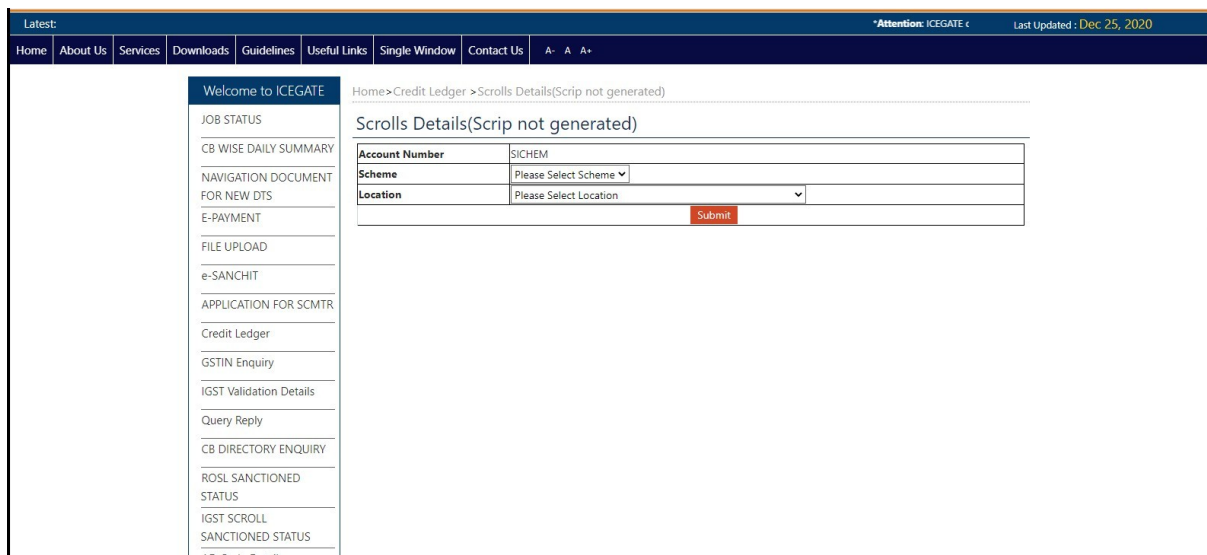 Latest:
*Attention: ICEGATE
Last Updated : Dec 25, 2020
Home About Us Services Downloads Guidelines Useful Links Single Window Contact Us A- A A+
Welcome to ICEGATE
JOB STATUS
CB WISE DAILY SUMMARY
NAVIGATION DOCUMENT
FOR NEW DTS
E-PAYMENT
FILE UPLOAD
e-SANCHIT
APPLICATION FOR SCMTR
Credit Ledger
GSTIN Enquiry
IGST Validation Details
Query Reply
CB DIRECTORY ENQUIRY
ROSL SANCTIONED
STATUS
IGST SCROLL
SANCTIONED STATUS
Home>Credit Ledger >Scrolls Details(Scrip not generated)
Scrolls Details(Scrip not generated)
Account Number SICHEM
Scheme Please Select Scheme
Location Please Select Location
Submit